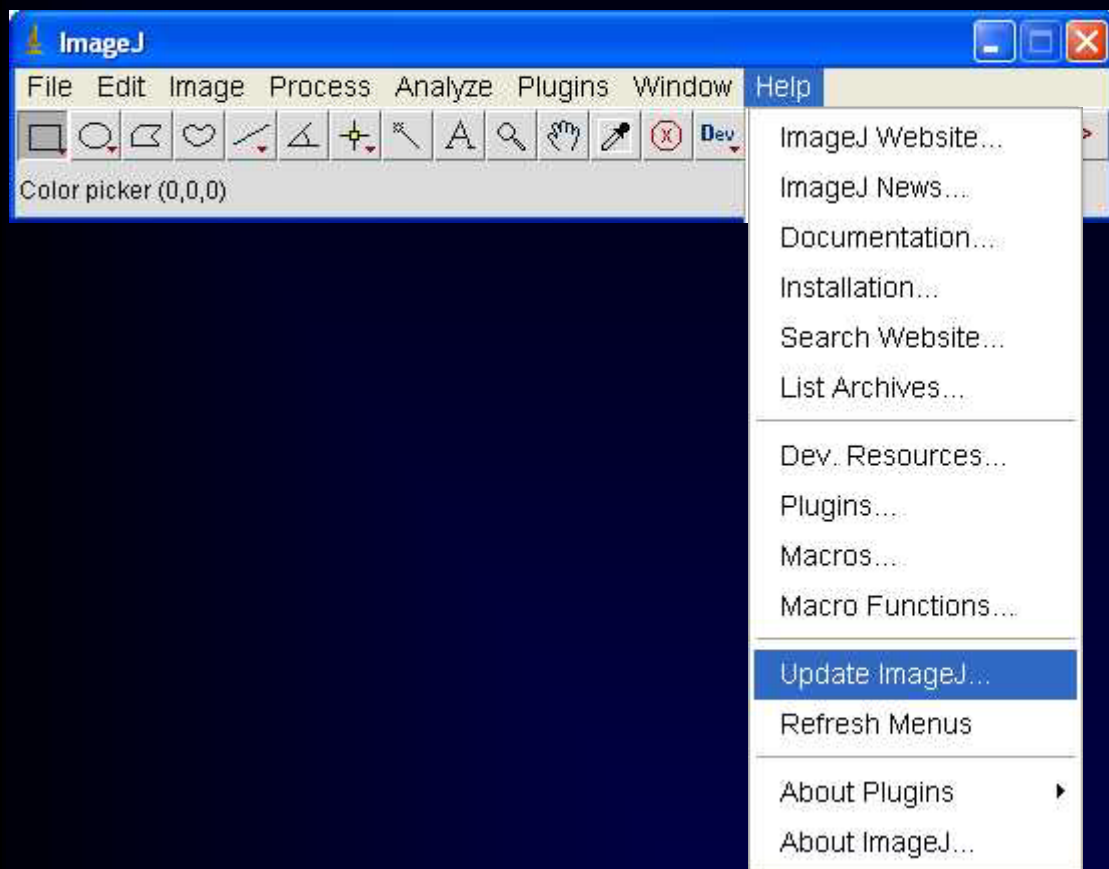 ImageJ
File Edit Image Process Analyze Plugins Window Help
A Dev
Color picker (0,0,0)
ImageJ Website...
ImageJ News...
Documentation...
Installation...
Search Website...
List Archives...
Dev. Resources...
Plugins...
Macros...
Macro Functions...
Update ImageJ...
Refresh Menus
About Plugins
About ImageJ...